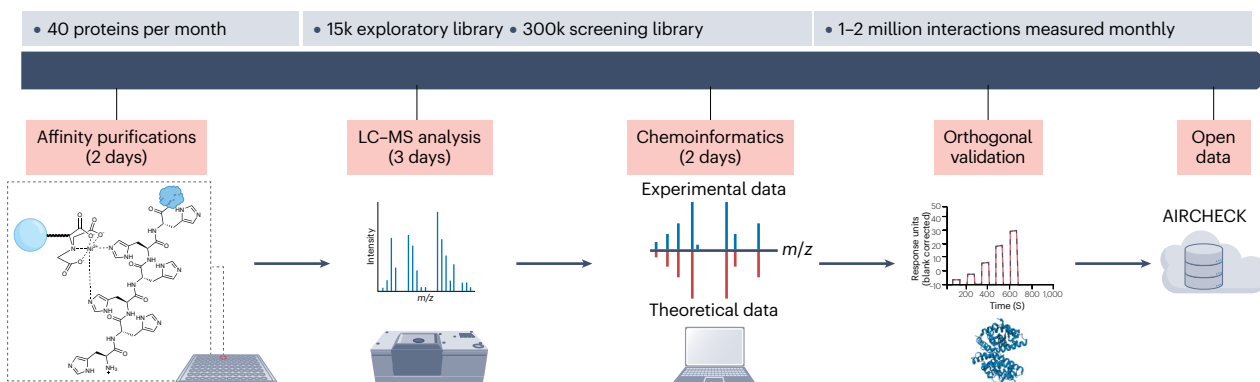 • 40 proteins per month
• 15k exploratory library • 300k screening library
• 1–2 million interactions measured monthly
Affinity purifications
(2 days)
LC–MS analysis
(3 days)
Chemoinformatics
(2 days)
Orthogonal
validation
Open
data
Experimental data
m/z
Theoretical data
Intensity
m/z
Response units
(blank corrected)
50
40
30
20
10
0
–10
200 400 600 800 1,000
Time (S)
AIRCHECK